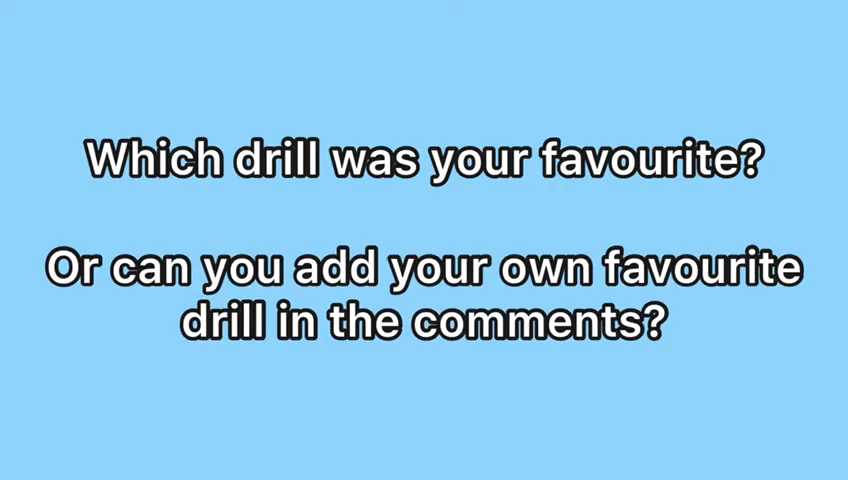 Which drill was your favourite?
Or can you add your own favourite
drill in the comments?